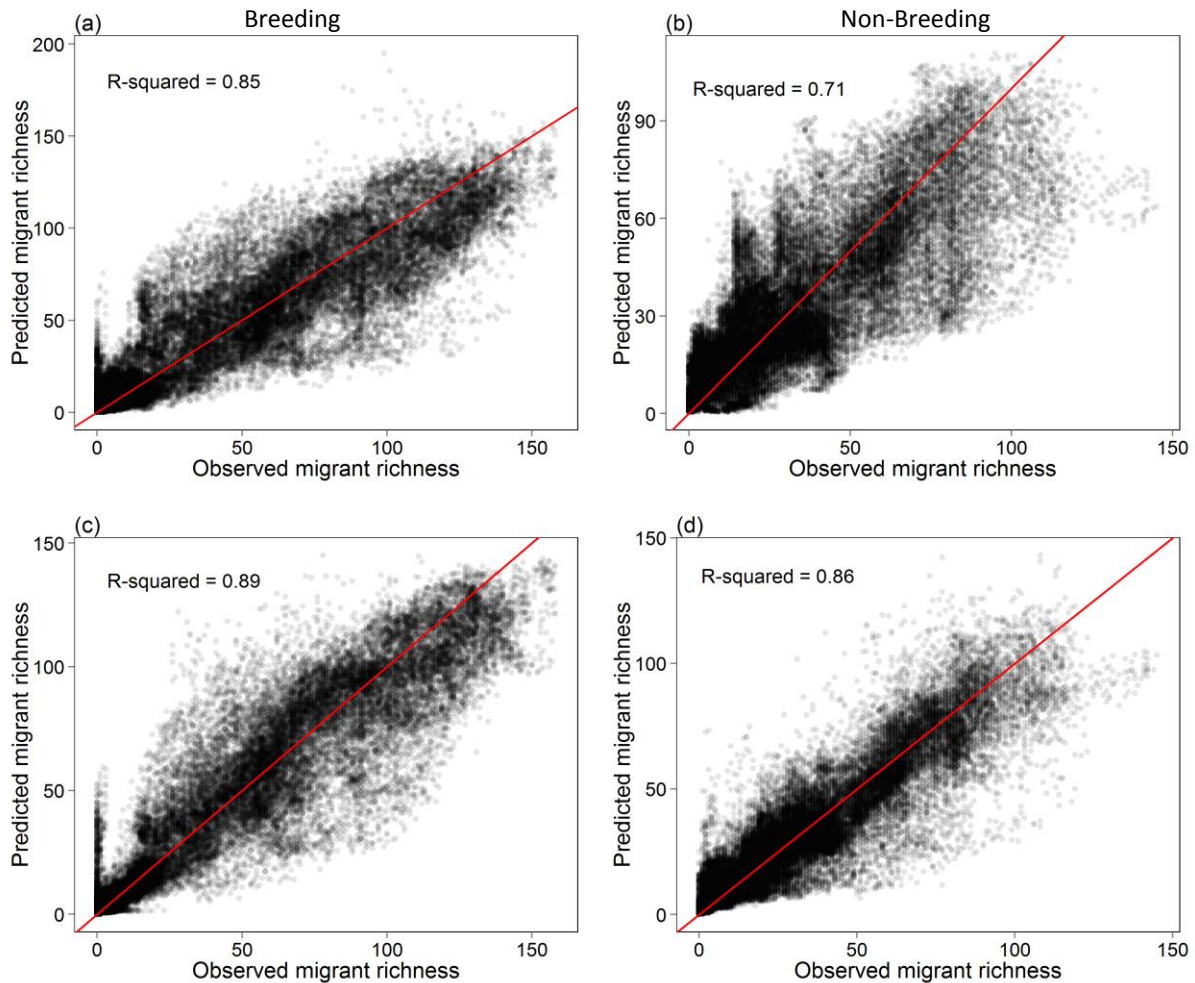 Breeding
Non-Breeding
(a)
R-squared = 0.85
200
150
100
50
0
Predicted migrant richness
0 50 100 150
Observed migrant richness
(b)
R-squared = 0.71
90
60
30
0
Predicted migrant richness
0 50 100 150
Observed migrant richness
(c)
R-squared = 0.89
150
100
50
0
Predicted migrant richness
0 50 100 150
Observed migrant richness
(d)
R-squared = 0.86
150
100
50
0
Predicted migrant richness
0 50 100 150
Observed migrant richness